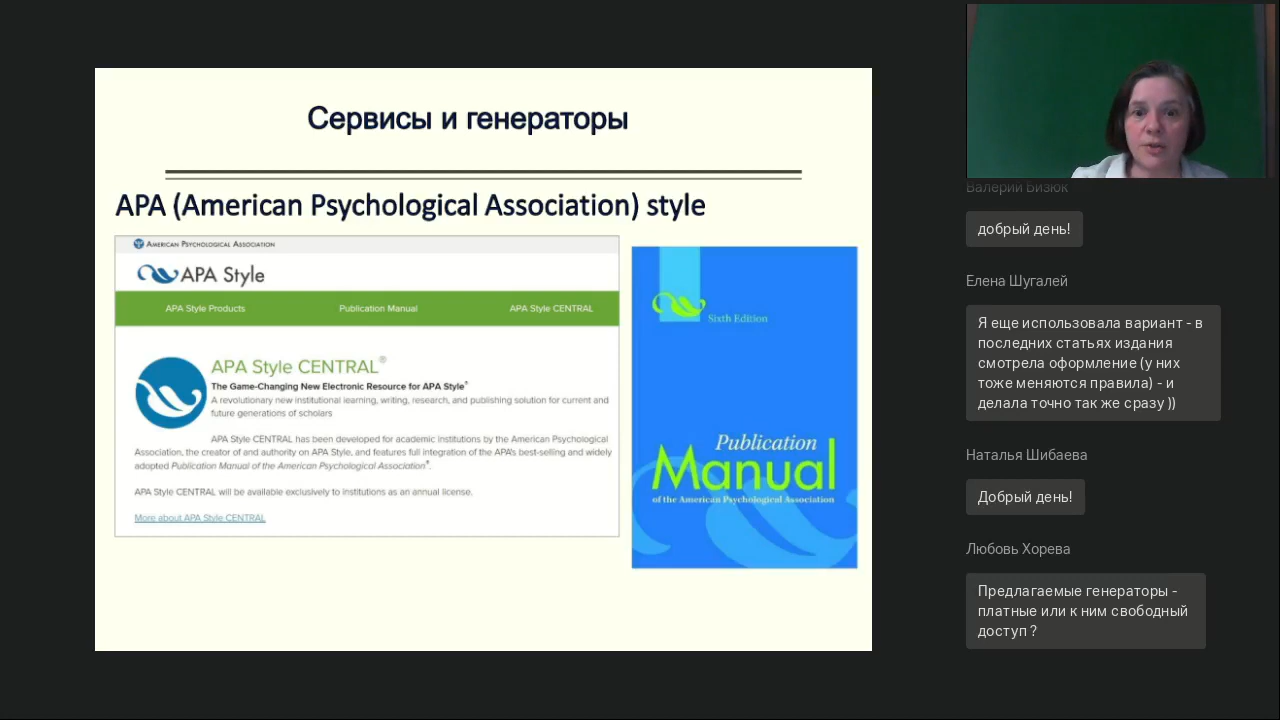 Сервисы и генераторы
APA (American Psychological Association) style
AMERICAN PSYCHOLOGICAL ASSOCIATION
APA Style
APA Style Products
Publication Manual
APA Style CENTRAL
APA Style CENTRAL®
The Game-Changing New Electronic Resource for APA Style®
A revolutionary new institutional learning, writing, research, and publishing solution for current and
future generations of scholars
APA Style CENTRAL has been developed for academic institutions by the American Psychological
Association, the creator of and authority on APA Style, and features full integration of the APA's best-selling and widely
adopted Publication Manual of the American Psychological Association®.
APA Style CENTRAL will be available exclusively to institutions as an annual license.
More about APA Style CENTRAL
Sixth Edition
Publication
Manual
of the American Psychological Association
Валерий Бизюк
добрый день!
Елена Шугалей
Я еще использовала вариант - в
последних статьях издания
смотрела оформление (у них
тоже меняются правила) - и
делала точно так же сразу ))
Наталья Шибаева
Добрый день!
Любовь Хорева
Предлагаемые генераторы -
платные или к ним свободный
доступ ?